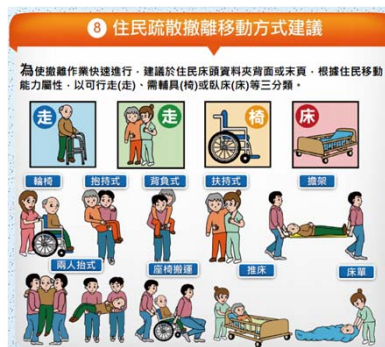 8 住民疏散撤離移動方式建議
為使撤離作業快速進行，建議於住民床頭資料夾背面或末頁，根據住民移動
能力屬性，以可行走(走)、需輔具(椅)或臥床(床)等三分類。
走 走 椅 床
輪椅 抱持式 背負式 扶持式 擔架
兩人抬式 座椅搬運 推床 床單